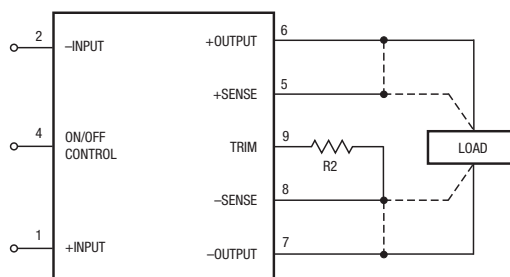 2 –INPUT
4 ON/OFF
CONTROL
1 +INPUT
+OUTPUT 6
+SENSE 5
TRIM 9
R2
–SENSE 8
–OUTPUT 7
LOAD